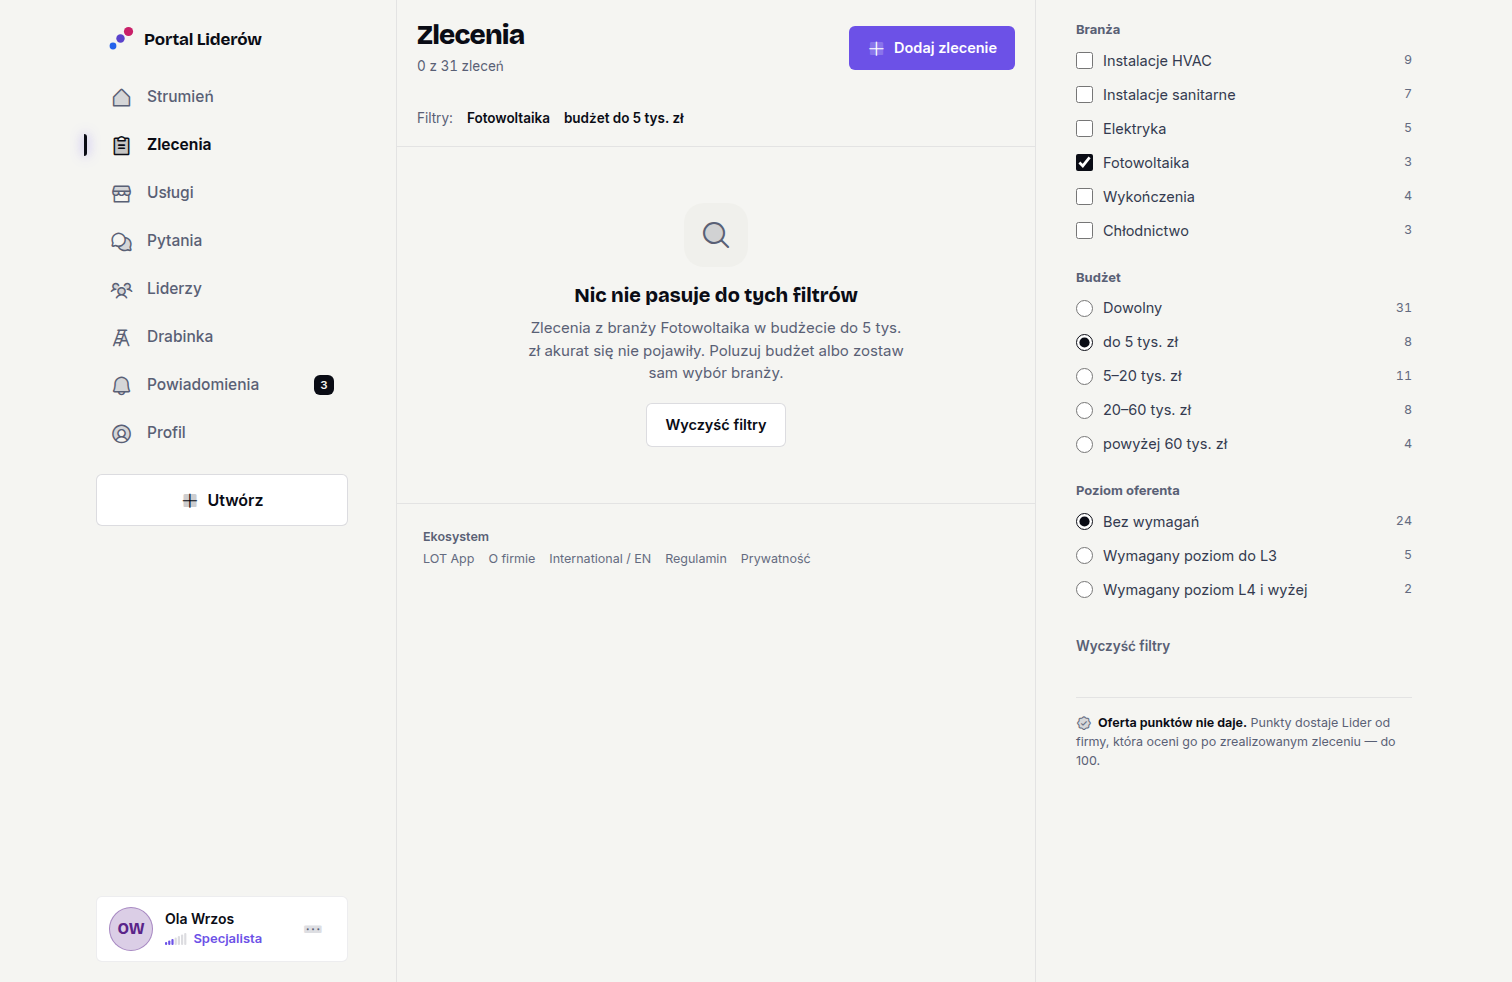 Portal Liderów
Strumień
Zlecenia
Usługi
Pytania
Liderzy
Drabinka
Powiadomienia 3
Profil
Utwórz
OW
Ola Wrzos
Specjalista
Zlecenia
0 z 31 zleceń
Dodaj zlecenie
Filtry: Fotowoltaika budżet do 5 tys. zł
Nic nie pasuje do tych filtrów
Zlecenia z branży Fotowoltaika w budżecie do 5 tys.
zł akurat się nie pojawiły. Poluzuj budżet albo zostaw
sam wybór branży.
Wyczyść filtry
Ekosystem
LOT App O firmie International / EN Regulamin Prywatność
Branża
Instalacje HVAC 9
Instalacje sanitarne 7
Elektryka 5
Fotowoltaika 3
Wykończenia 4
Chłodnictwo 3
Budżet
Dowolny 31
do 5 tys. zł 8
5–20 tys. zł 11
20–60 tys. zł 8
powyżej 60 tys. zł 4
Poziom oferenta
Bez wymagań 24
Wymagany poziom do L3 5
Wymagany poziom L4 i wyżej 2
Wyczyść filtry
Oferta punktów nie daje. Punkty dostaje Lider od
firmy, która oceni go po zrealizowanym zleceniu — do
100.